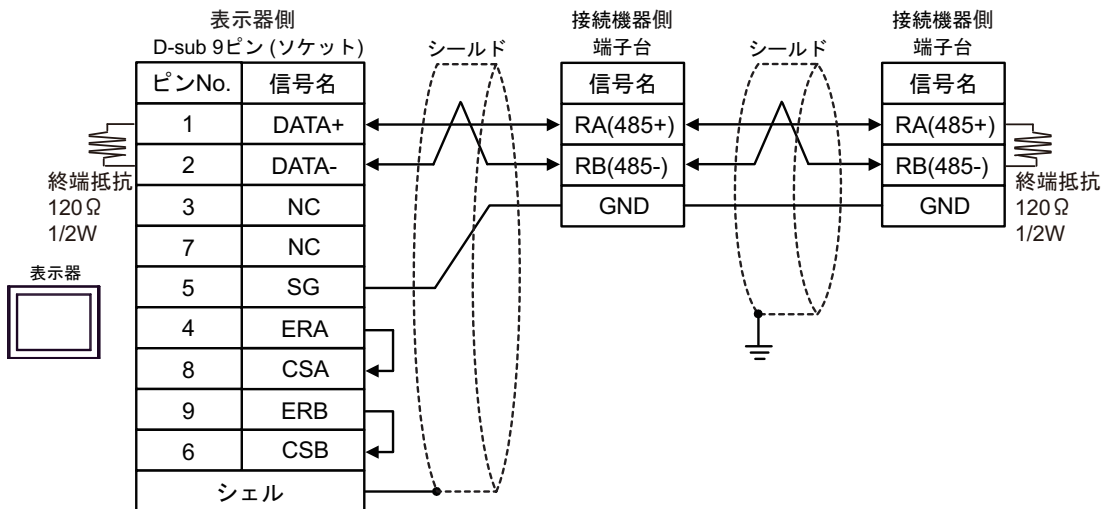 表示器側
D-sub 9ピン (ソケット)
ピンNo. 信号名
1 DATA+
2 DATA-
3 NC
7 NC
5 SG
4 ERA
8 CSA
9 ERB
6 CSB
シェル
終端抵抗
120Ω
1/2W
表示器
シールド
接続機器側
端子台
信号名
RA(485+)
RB(485-)
GND
シールド
接続機器側
端子台
信号名
RA(485+)
RB(485-)
GND
終端抵抗
120Ω
1/2W